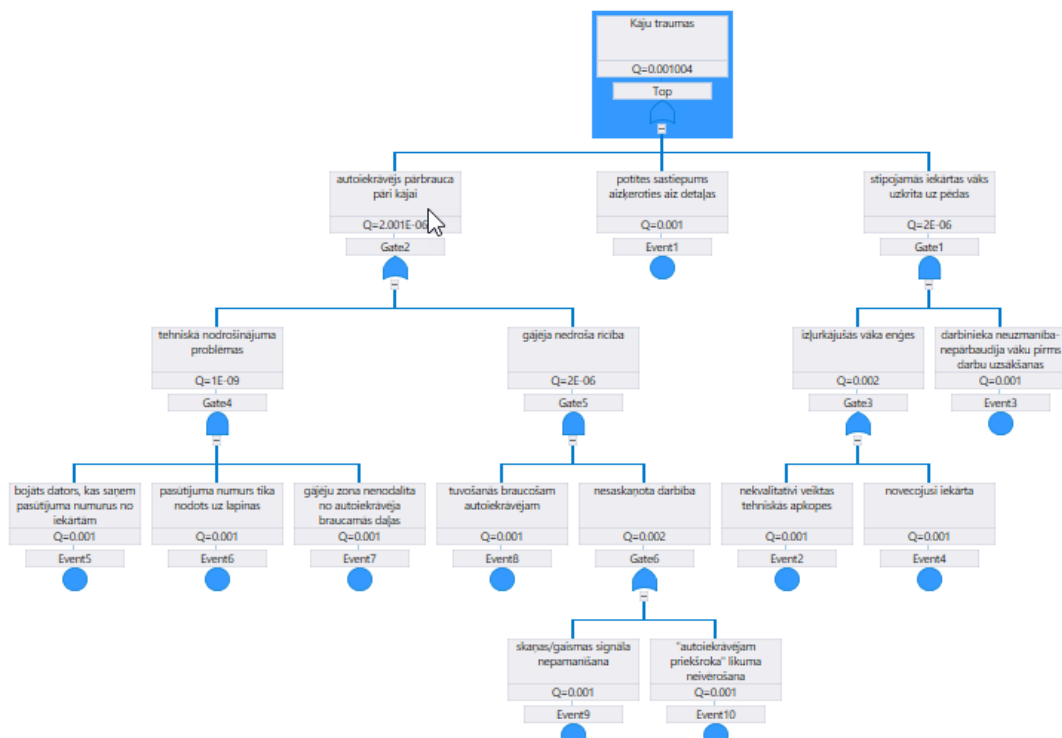 Kāju traumas
Q=0.001004
Top
autoiekrāvējs pārbrauca
pāri kājai
Q=2.001E-06
Gate2
potītes sastiepums
aizķeroties aiz detaļas
Q=0.001
Event1
stīpojamās iekārtas vāks
uzkrita uz pēdas
Q=2E-06
Gate1
tehniskā nodrošinājuma
problēmas
Q=1E-09
Gate4
gājēja nedroša rīcība
Q=2E-06
Gate5
izļurkājušās vāka eņģes
Q=0.002
Gate3
darbinieka neuzmanība-
nepārbaudīja vāku pirms
darbu uzsākšanas
Q=0.001
Event3
bojāts dators, kas saņem
pasūtījuma numurus no
iekārtām
Q=0.001
Event5
pasūtījuma numurs tika
nodots uz lapiņas
Q=0.001
Event6
gājēju zona nenodalīta
no autoiekrāvēja
braucamās daļas
Q=0.001
Event7
tuvošanās braucošam
autoiekrāvējam
Q=0.001
Event8
nesaskaņota darbība
Q=0.002
Gate6
nekvalitatīvi veiktas
tehniskās apkopes
Q=0.001
Event2
novecojusi iekārta
Q=0.001
Event4
skaņas/gaismas signāla
nepamanīšana
Q=0.001
Event9
"autoiekrāvējam
priekšroka" likuma
neivērošana
Q=0.001
Event10